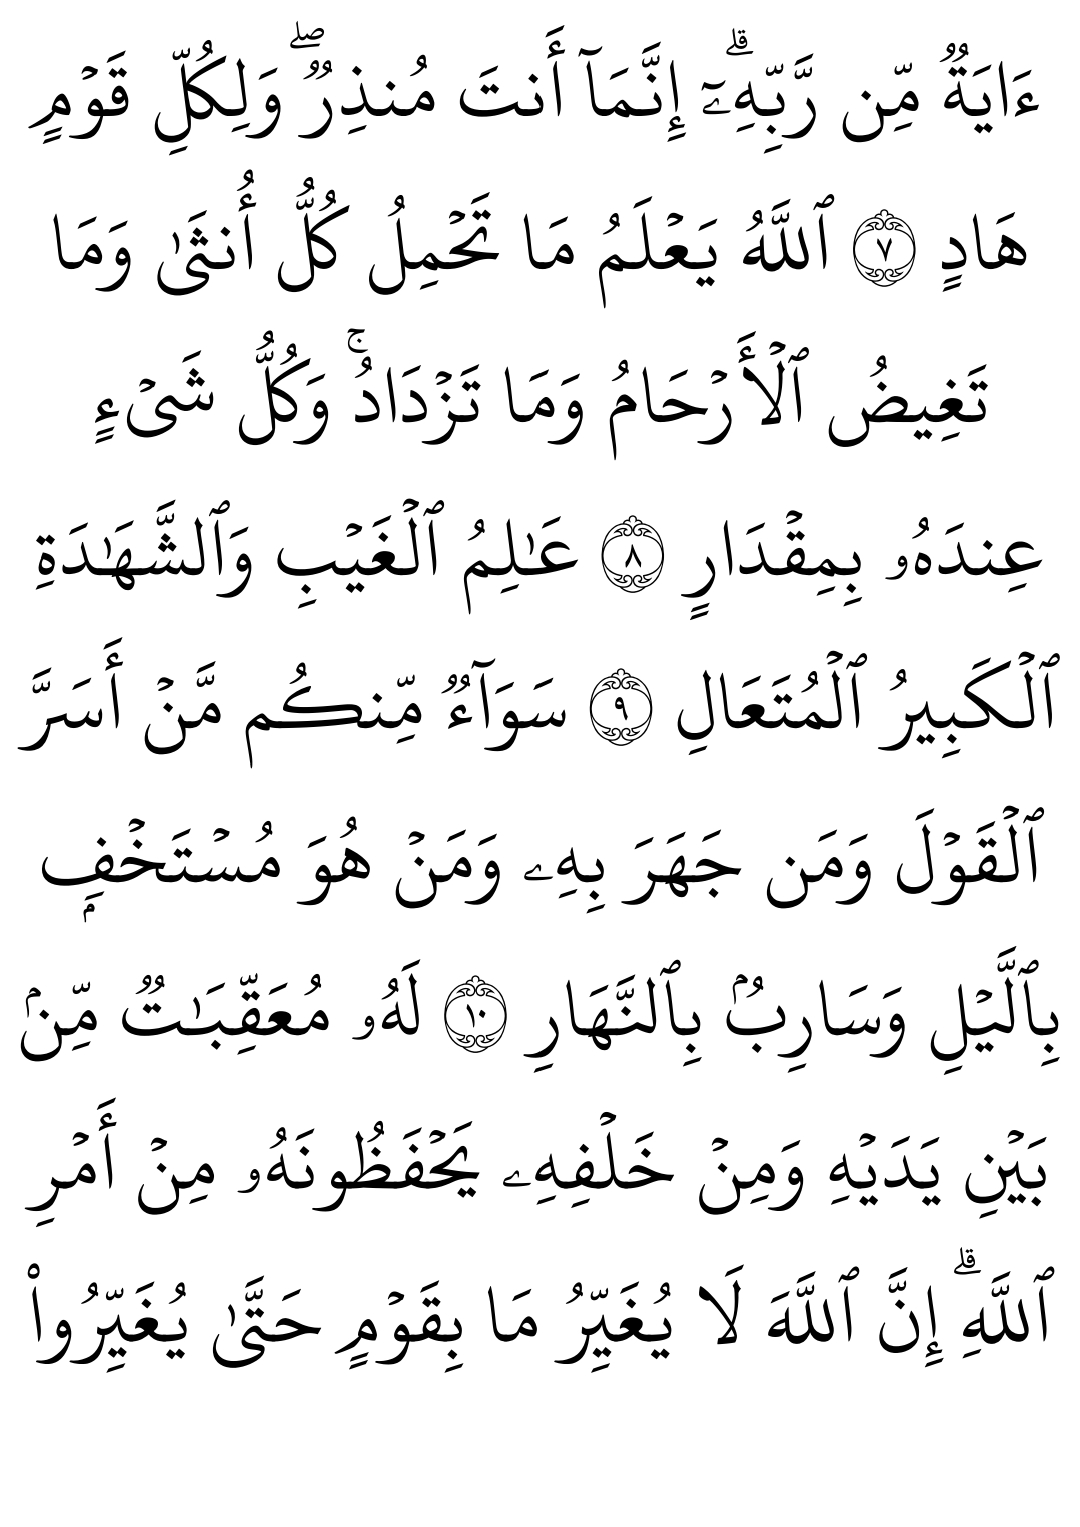 ءَايَةٌ مِّن رَّبِّهِۦٓۗ إِنَّمَآ أَنتَ مُنذِرٌۖ وَلِكُلِّ قَوْمٍ
هَادٍ ٧ ٱللَّهُ يَعْلَمُ مَا تَحْمِلُ كُلُّ أُنثَىٰ وَمَا
تَغِيضُ ٱلْأَرْحَامُ وَمَا تَزْدَادُۚ وَكُلُّ شَىْءٍ
عِندَهُۥ بِمِقْدَارٍ ٨ عَـٰلِمُ ٱلْغَيْبِ وَٱلشَّهَـٰدَةِ
ٱلْكَبِيرُ ٱلْمُتَعَالِ ٩ سَوَآءٌ مِّنكُم مَّنْ أَسَرَّ
ٱلْقَوْلَ وَمَن جَهَرَ بِهِۦ وَمَنْ هُوَ مُسْتَخْفٍۭ
بِٱلَّيْلِ وَسَارِبٌۢ بِٱلنَّهَارِ ١٠ لَهُۥ مُعَقِّبَـٰتٌ مِّنۢ
بَيْنِ يَدَيْهِ وَمِنْ خَلْفِهِۦ يَحْفَظُونَهُۥ مِنْ أَمْرِ
ٱللَّهِۗ إِنَّ ٱللَّهَ لَا يُغَيِّرُ مَا بِقَوْمٍ حَتَّىٰ يُغَيِّرُوا۟